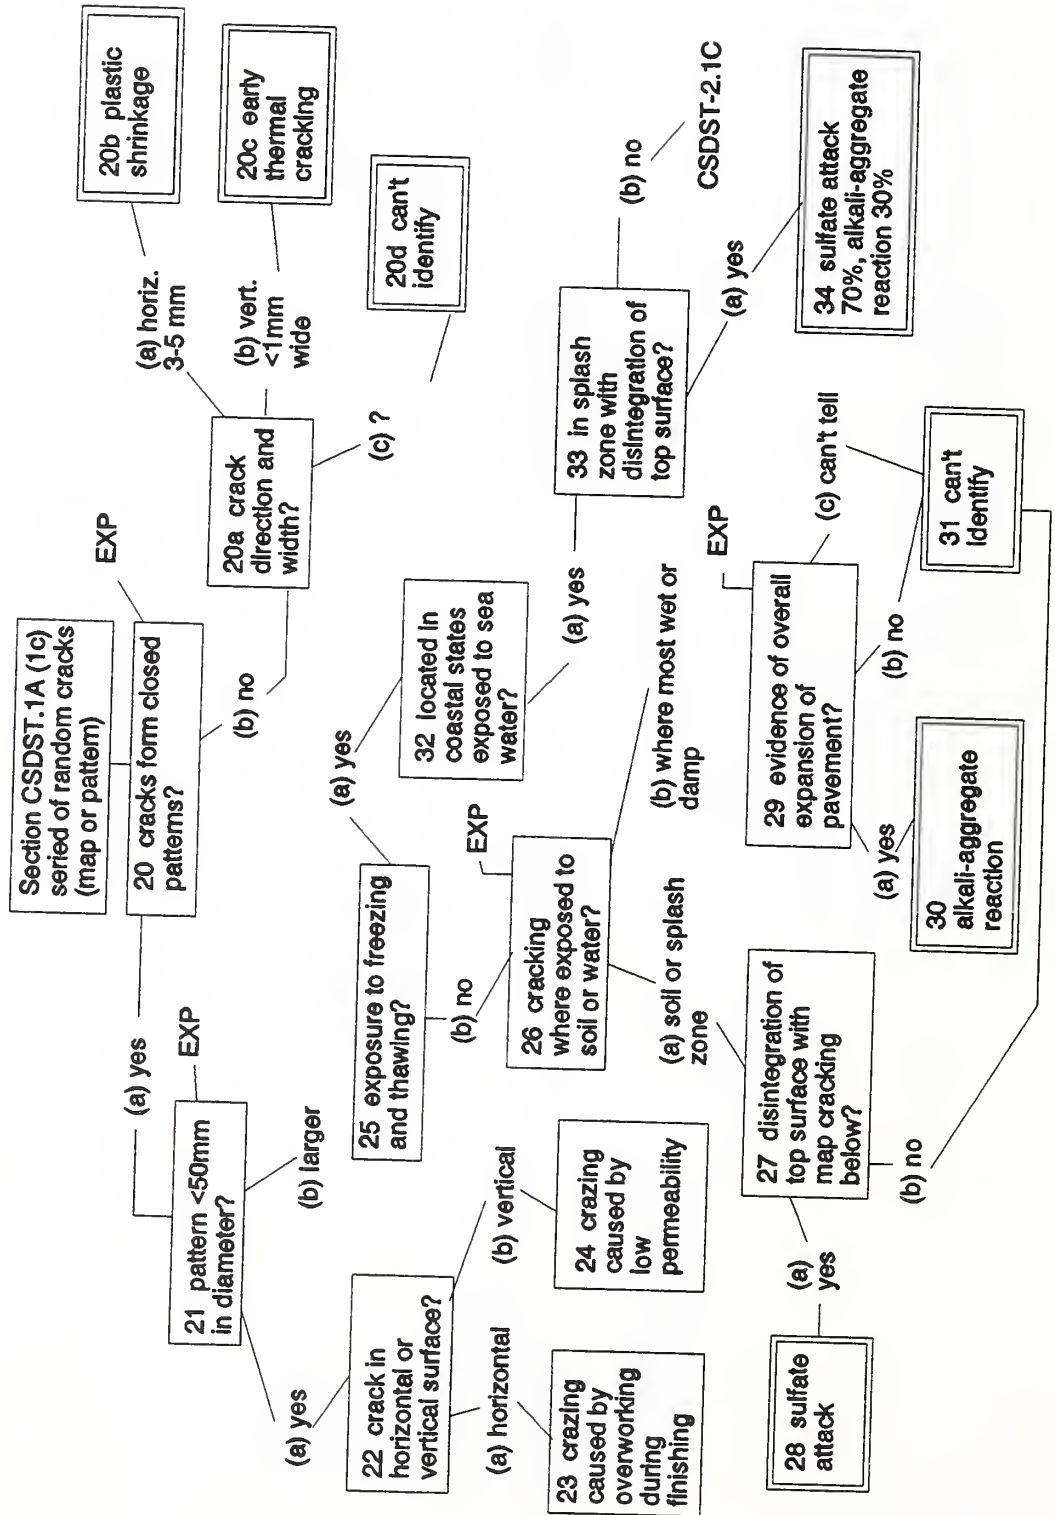 Section CSDST.1A (1c)
seried of random cracks
(map or pattern)
20 cracks form closed
patterns?
EXP
(a) yes
(b) no
21 pattern <50mm
in diameter?
EXP
(a) yes
(b) larger
20a crack
direction and
width?
(a) horiz.
3-5 mm
(b) vert.
<1mm
wide
(c) ?
20b plastic
shrinkage
20c early
thermal
cracking
20d can't
identify
22 crack in
horizontal or
vertical surface?
(a) horizontal
(b) vertical
23 crazing
caused by
overworking
during
finishing
24 crazing
caused by
low
permeability
25 exposure to freezing
and thawing?
(a) yes
(b) no
26 cracking
where exposed to
soil or water?
EXP
(a) soil or splash
zone
(b) where most wet or
damp
32 located in
coastal states
exposed to sea
water?
(a) yes
33 in splash
zone with
disintegration of
top surface?
(b) no
CSDST-2.1C
(a) yes
34 sulfate attack
70%, alkali-aggregate
reaction 30%
27 disintegration of
top surface with
map cracking
below?
(a)
yes
(b) no
28 sulfate
attack
29 evidence of overall
expansion of
pavement?
EXP
(a) yes
(b) no
(c) can't tell
30
alkali-aggregate
reaction
31 can't
identify